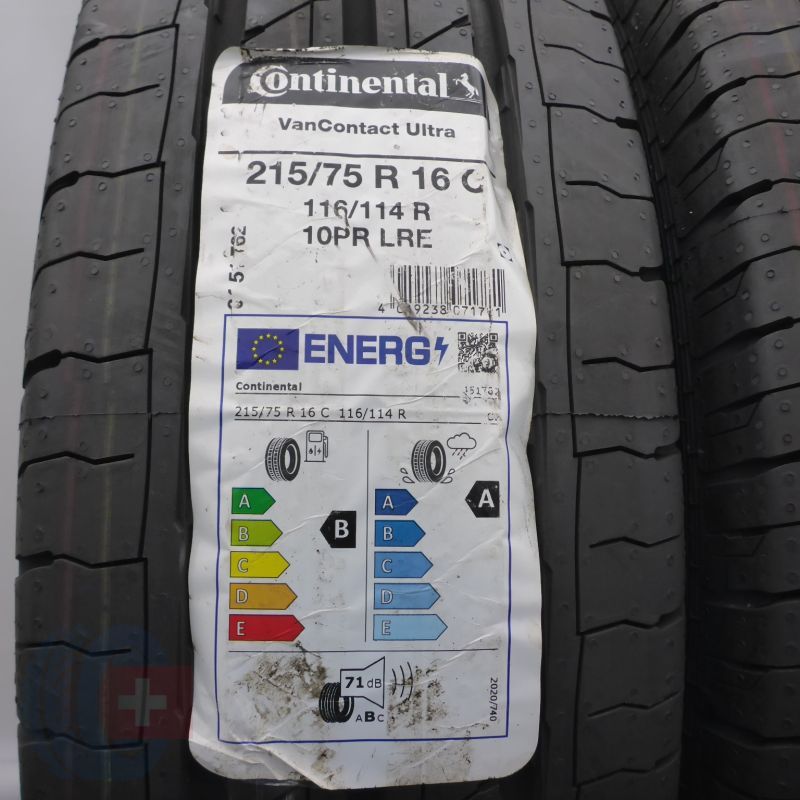 Continental
VanContact Ultra
215/75 R 16 C
116/114 R
10PR LRE
ENERG
Continental
215/75 R 16 C 116/114 R
A
B
C
D
E
B
A
B
C
D
E
A
71 dB
ABC
2020/740